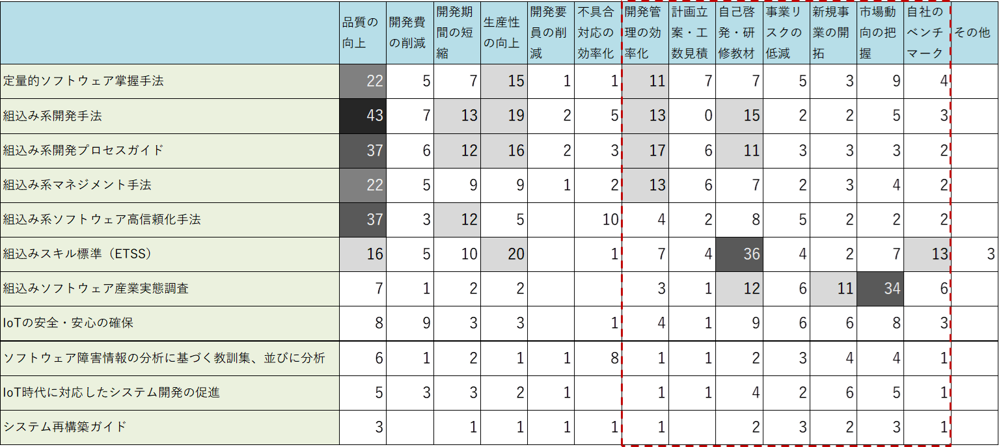 品質の向上 開発費の削減 開発期間の短縮 生産性の向上 開発要員の削減 不具合対応の効率化 開発管理の効率化 計画立案・工数見積 自己啓発・研修教材 事業リスクの低減 新規事業の開拓 市場動向の把握 自社のベンチマーク その他
定量的ソフトウェア掌握手法 22 5 7 15 1 1 11 7 7 5 3 9 4
組込み系開発手法 43 7 13 19 2 5 13 0 15 2 2 5 3
組込み系開発プロセスガイド 37 6 12 16 2 3 17 6 11 3 3 3 2
組込み系マネジメント手法 22 5 9 9 1 2 13 6 7 2 3 4 2
組込み系ソフトウェア高信頼化手法 37 3 12 5 10 4 2 8 5 2 2 2
組込みスキル標準（ETSS） 16 5 10 20 1 7 4 36 4 2 7 13 3
組込みソフトウェア産業実態調査 7 1 2 2 3 1 12 6 11 34 6
IoTの安全・安心の確保 8 9 3 3 1 4 1 9 6 6 8 3
ソフトウェア障害情報の分析に基づく教訓集、並びに分析 6 1 2 1 1 8 1 1 2 3 4 4 1
IoT時代に対応したシステム開発の促進 5 3 3 2 1 1 1 4 2 6 5 1
システム再構築ガイド 3 1 1 1 1 1 2 3 2 3 1